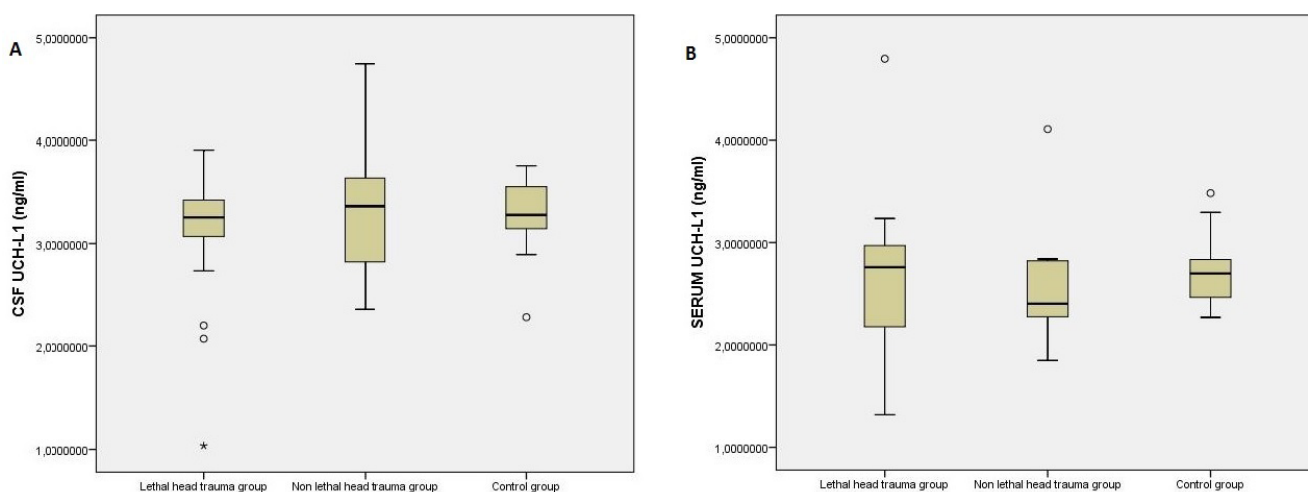 A
CSF UCH-L1 (ng/ml)
5,0000000
4,0000000
3,0000000
2,0000000
1,0000000
Lethal head trauma group
Non lethal head trauma group
Control group
B
SERUM UCH-L1 (ng/ml)
5,0000000
4,0000000
3,0000000
2,0000000
1,0000000
Lethal head trauma group
Non lethal head trauma group
Control group